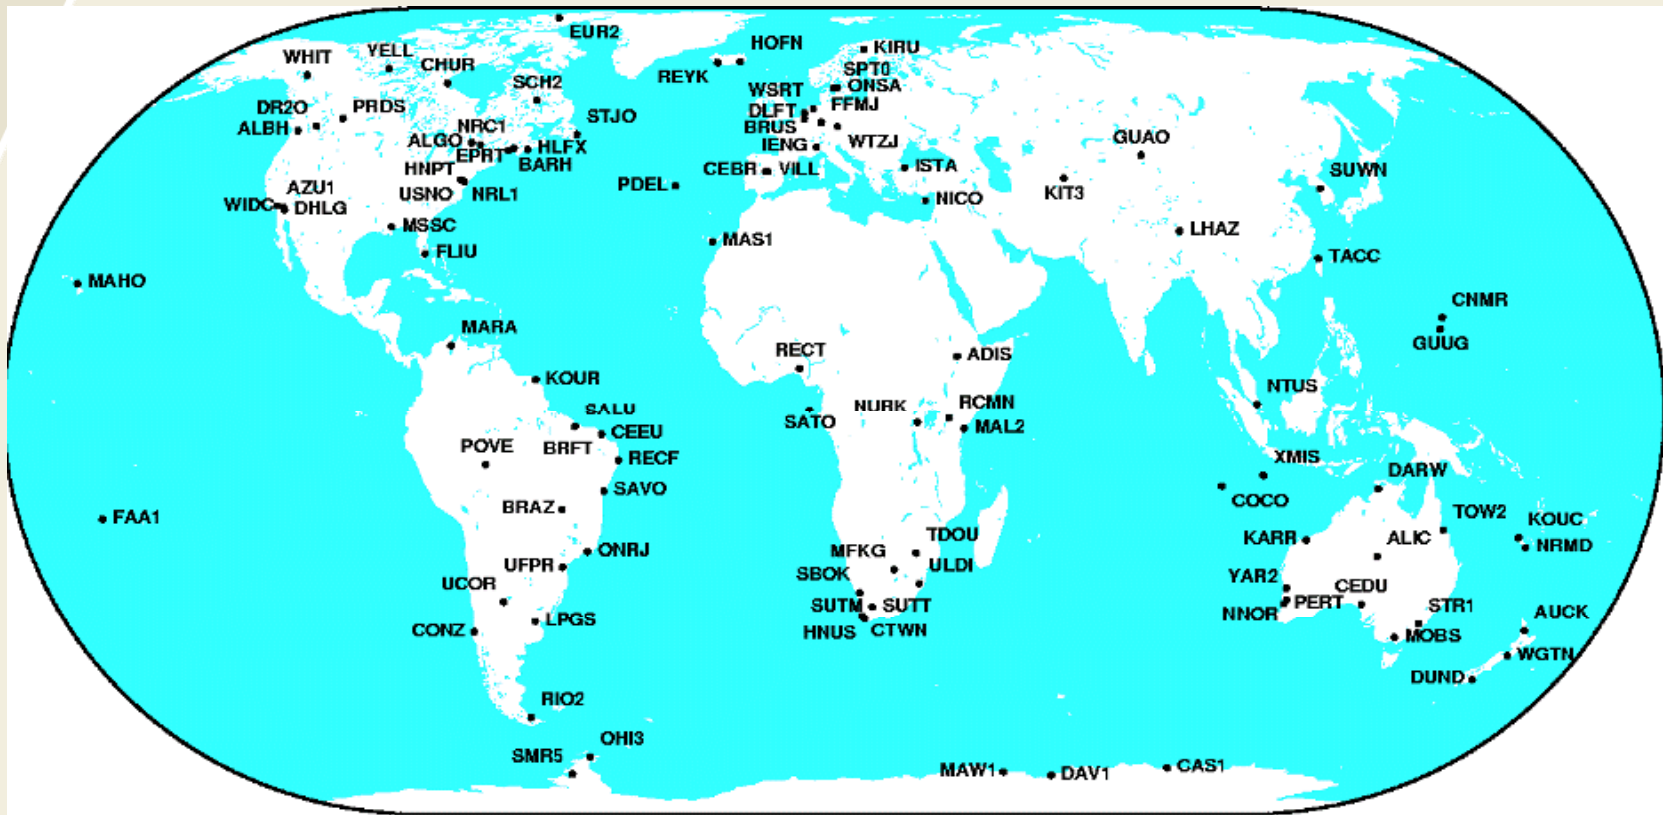 EUR2
HOFN
KIRU
WHIT
YELL
CHUR
REYK
SPT0
SCH2
WSRT
ONSA
DR2O
PRDS
STJO
DLFT
FFMJ
ALBH
NRC1
BRUS
ALGO
WTZJ
GUAO
EPRT
HLFX
IENG
BARH
HNPT
CEBR
VILL
ISTA
SUWN
AZU1
USNO
NRL1
PDEL
KIT3
WIDC
DHLG
NICO
MSSC
LHAZ
FLIU
MAS1
TACC
MAHO
CNMR
MARA
GUUG
RECT
ADIS
KOUR
NTUS
SALU
NURK
RCMN
SATO
MAL2
CEEU
BRFT
POVE
RECF
XMIS
DARW
SAVO
COCO
BRAZ
TOW2
FAA1
KOUC
TDOU
KARR
ALIC
NRMD
ONRJ
MFKG
UFPR
SBOK
ULDI
YAR2
UCOR
CEDU
SUTM
SUTT
NNOR
PERT
STR1
AUCK
LPGS
CONZ
HNUS
CTWN
MOBS
WGTN
DUND
RIO2
OHI3
SMR5
MAW1
DAV1
CAS1